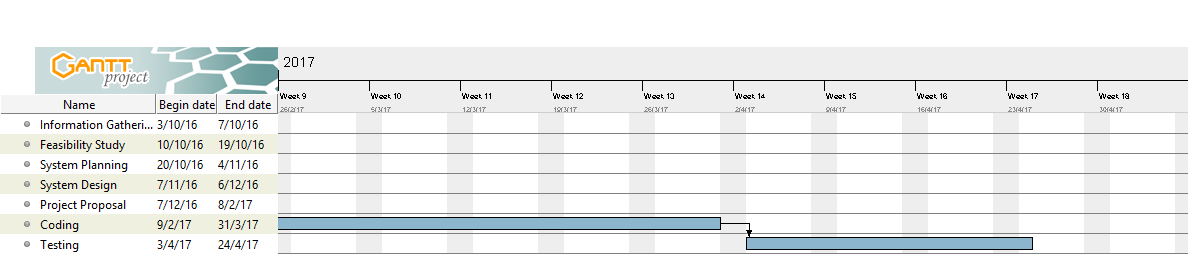 GANTT
project
2017
Week 9 Week 10 Week 11 Week 12 Week 13 Week 14 Week 15 Week 16 Week 17 Week 18
Name Begin date End date
26/2/17 5/3/17 12/3/17 19/3/17 26/3/17 2/4/17 9/4/17 16/4/17 23/4/17 30/4/17
Information Gatheri... 3/10/16 7/10/16
Feasibility Study 10/10/16 19/10/16
System Planning 20/10/16 4/11/16
System Design 7/11/16 6/12/16
Project Proposal 7/12/16 8/2/17
Coding 9/2/17 31/3/17
Testing 3/4/17 24/4/17